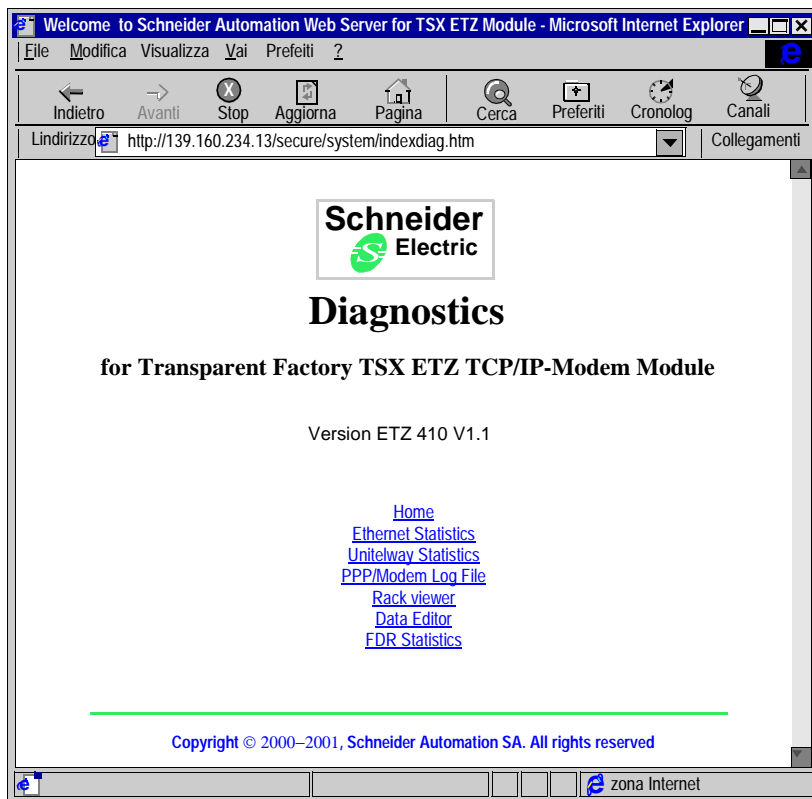 Welcome to Schneider Automation Web Server for TSX ETZ Module - Microsoft Internet Explorer
File Modifica Visualizza Vai Prefeiti ?
Indietro Avanti Stop Aggiorna Pagina Cerca Preferiti Cronolog Canali
Lindirizzo http://139.160.234.13/secure/system/indexdiag.htm Collegamenti
Schneider
Electric
Diagnostics
for Transparent Factory TSX ETZ TCP/IP-Modem Module
Version ETZ 410 V1.1
Home
Ethernet Statistics
Unitelway Statistics
PPP/Modem Log File
Rack viewer
Data Editor
FDR Statistics
Copyright © 2000–2001, Schneider Automation SA. All rights reserved
zona Internet